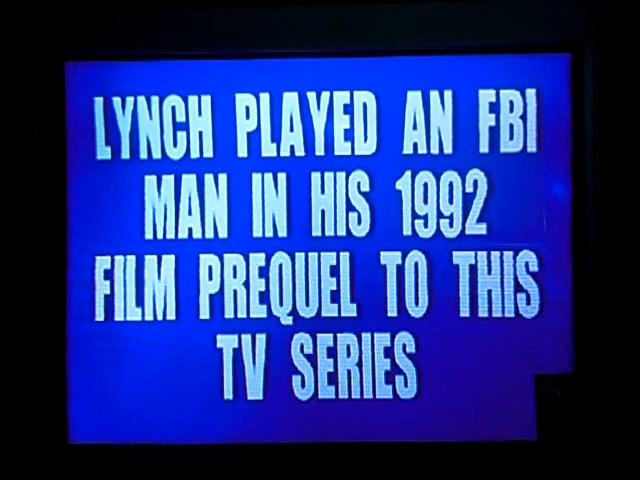 LYNCH PLAYED AN FBI
MAN IN HIS 1992
FILM PREQUEL TO THIS
TV SERIES